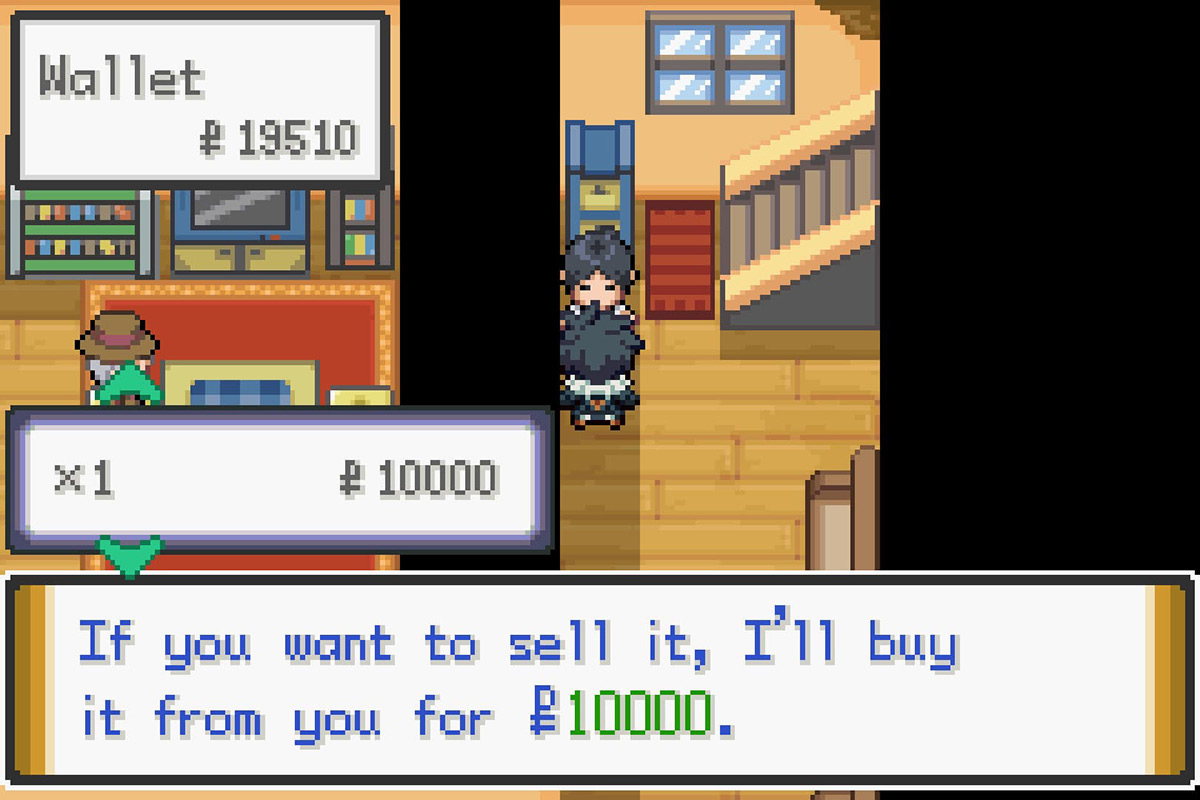 Wallet
₽ 19510
×1 ₽ 10000
If you want to sell it, I'll buy
it from you for ₽10000.